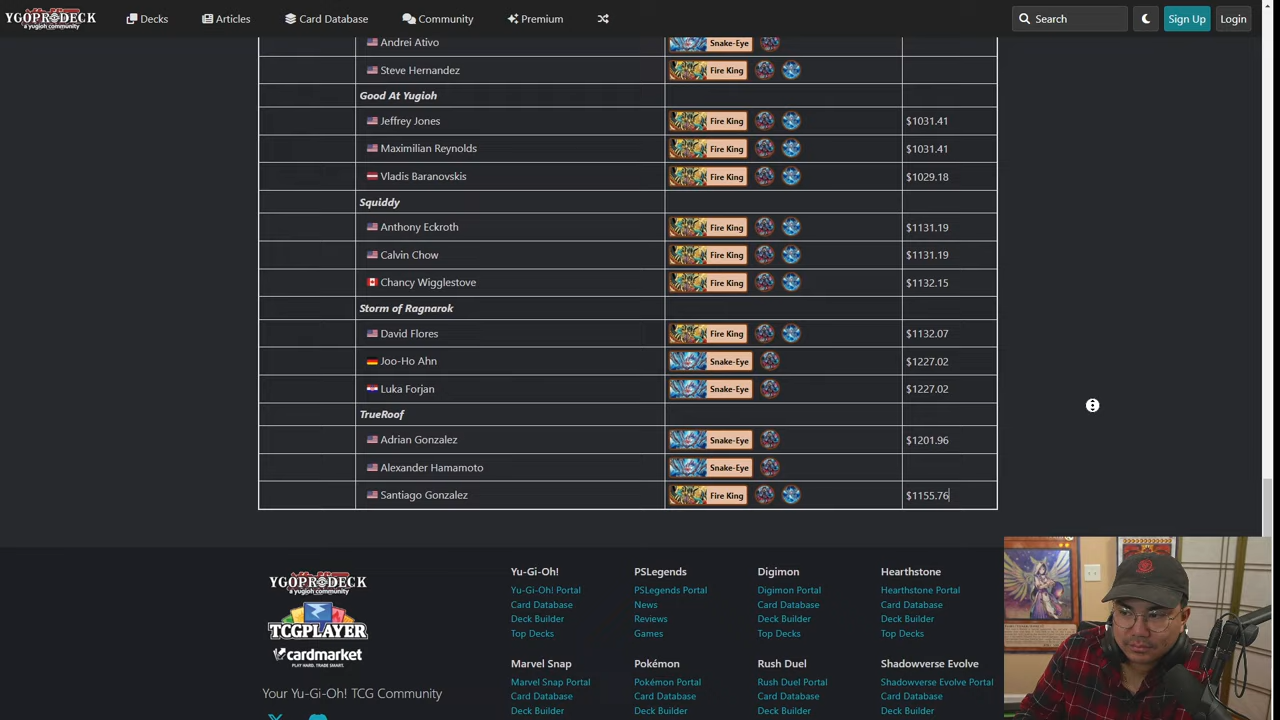 YGOPRODECK
a yugioh community
Decks
Articles
Card Database
Community
Premium
Search
Sign Up
Login
Andrei Ativo Snake-Eye
Steve Hernandez Fire King
Good At Yugioh
Jeffrey Jones Fire King $1031.41
Maximilian Reynolds Fire King $1031.41
Vladis Baranovskis Fire King $1029.18
Squiddy
Anthony Eckroth Fire King $1131.19
Calvin Chow Fire King $1131.19
Chancy Wigglestove Fire King $1132.15
Storm of Ragnarok
David Flores Fire King $1132.07
Joo-Ho Ahn Snake-Eye $1227.02
Luka Forjan Snake-Eye $1227.02
TrueRoof
Adrian Gonzalez Snake-Eye $1201.96
Alexander Hamamoto Snake-Eye
Santiago Gonzalez Fire King $1155.76
YGOPRODECK
a yugioh community
TCGPLAYER
cardmarket
PLAY HARD. TRADE SMART.
Your Yu-Gi-Oh! TCG Community
Yu-Gi-Oh!
Yu-Gi-Oh! Portal
Card Database
Deck Builder
Top Decks
PSLegends
PSLegends Portal
News
Reviews
Games
Digimon
Digimon Portal
Card Database
Deck Builder
Top Decks
Hearthstone
Hearthstone Portal
Card Database
Deck Builder
Top Decks
Marvel Snap
Marvel Snap Portal
Card Database
Deck Builder
Pokémon
Pokémon Portal
Card Database
Deck Builder
Rush Duel
Rush Duel Portal
Card Database
Deck Builder
Shadowverse Evolve
Shadowverse Evolve Portal
Card Database
Deck Builder